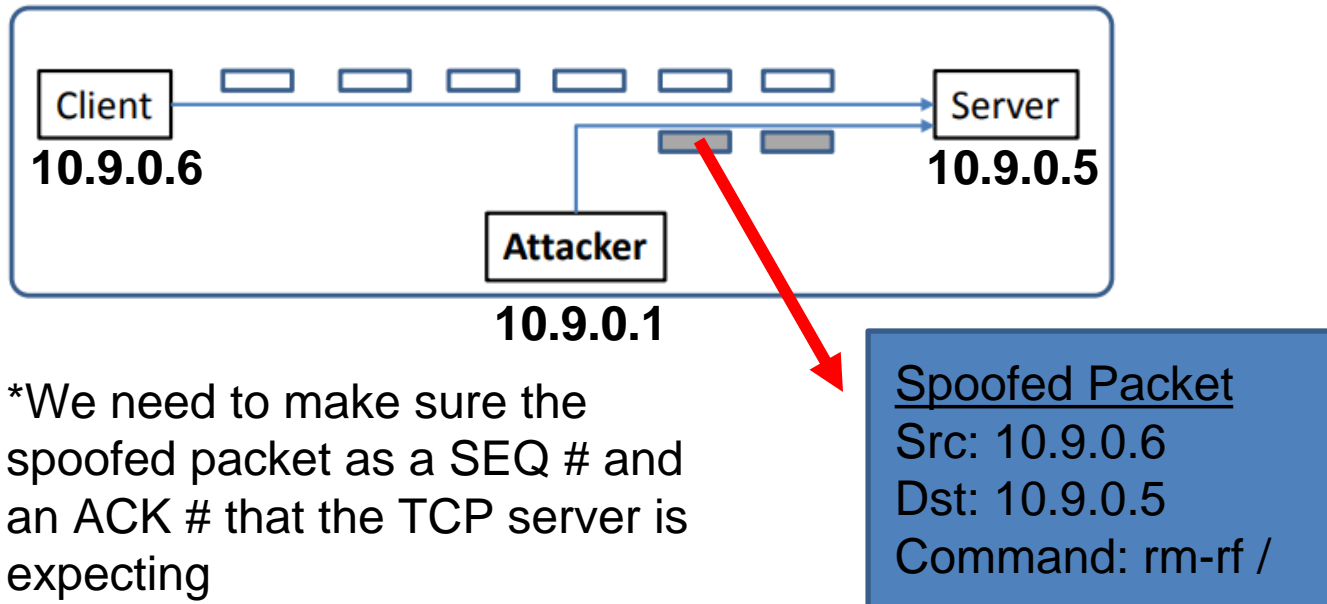 Client
Server
10.9.0.6
10.9.0.5
Attacker
10.9.0.1
*We need to make sure the
spoofed packet as a SEQ # and
an ACK # that the TCP server is
expecting
Spoofed Packet
Src: 10.9.0.6
Dst: 10.9.0.5
Command: rm-rf /